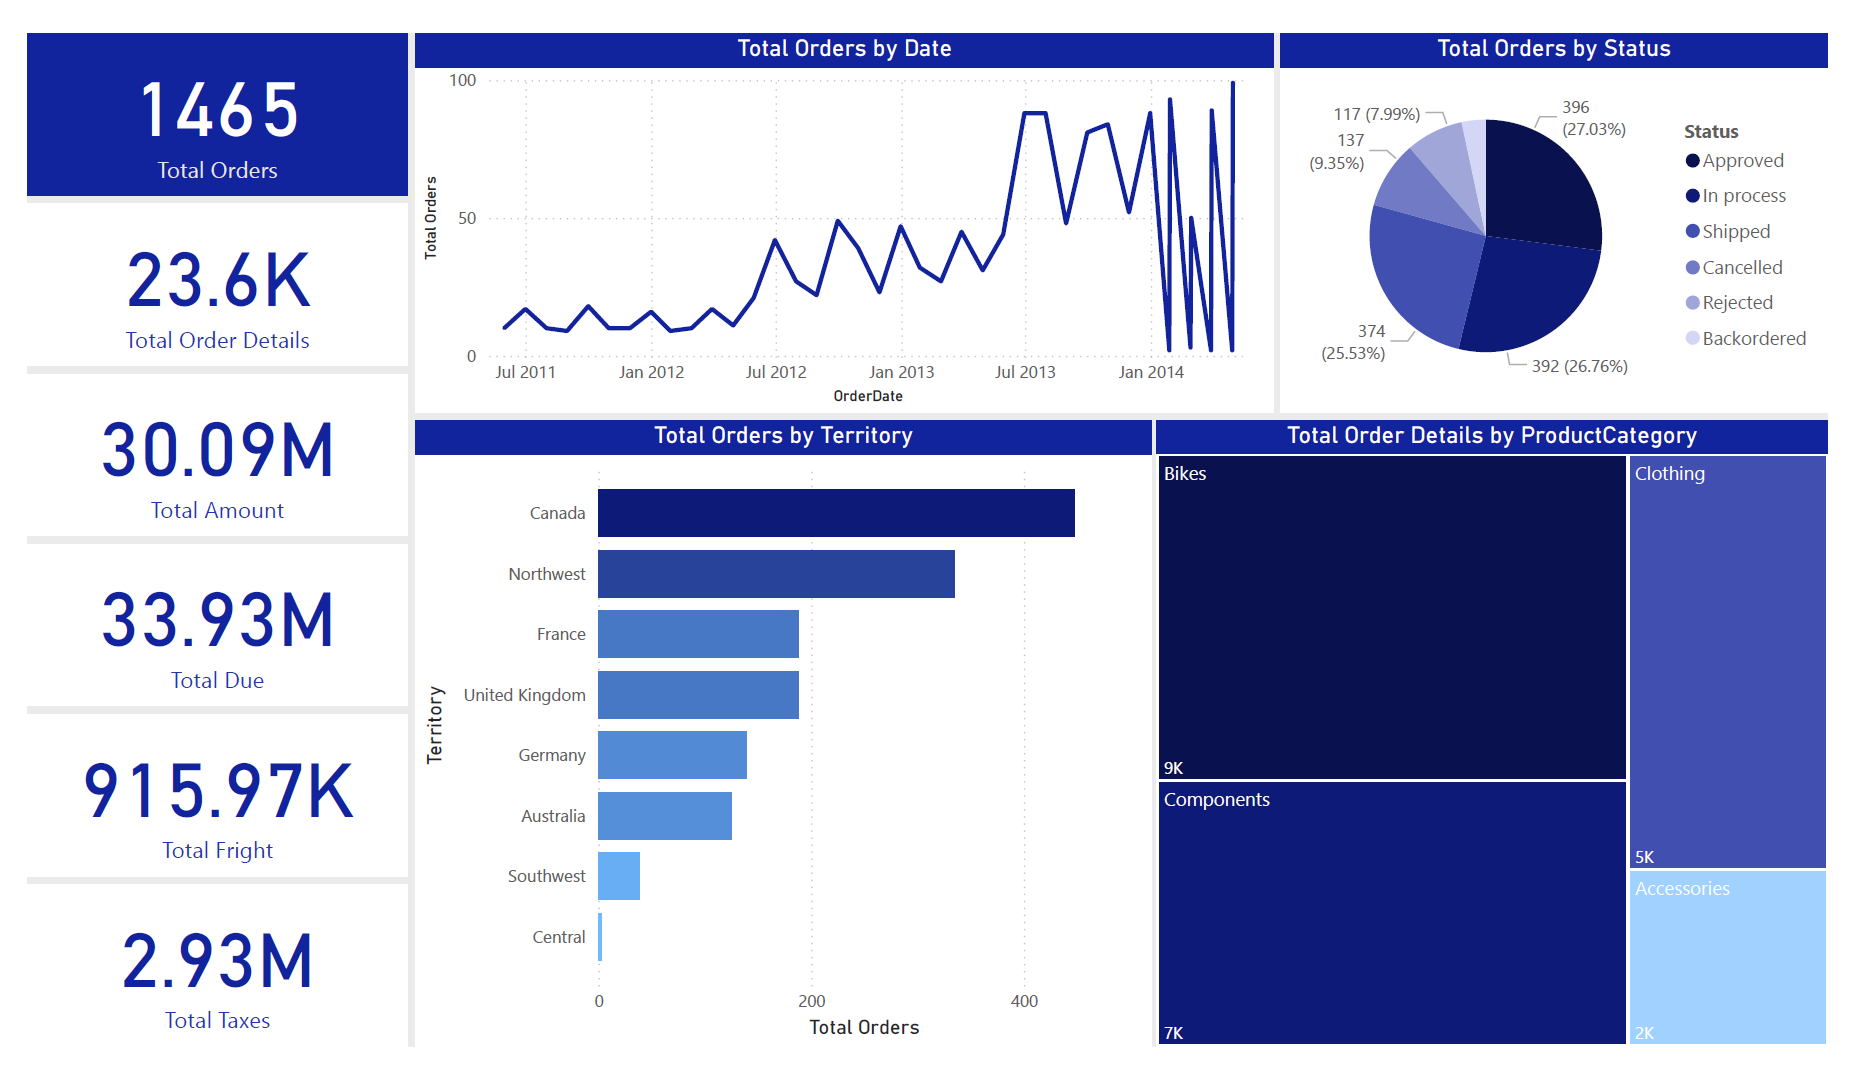 1465
Total Orders
23.6K
Total Order Details
30.09M
Total Amount
33.93M
Total Due
915.97K
Total Fright
2.93M
Total Taxes
Total Orders by Date
Total Orders
100
50
0
Jul 2011
Jan 2012
Jul 2012
Jan 2013
Jul 2013
Jan 2014
OrderDate
Total Orders by Status
117 (7.99%)
137
(9.35%)
374
(25.53%)
396
(27.03%)
392 (26.76%)
Status
Approved
In process
Shipped
Cancelled
Rejected
Backordered
Total Orders by Territory
Territory
Canada
Northwest
France
United Kingdom
Germany
Australia
Southwest
Central
0
200
400
Total Orders
Total Order Details by ProductCategory
Bikes
9K
Components
7K
Clothing
5K
Accessories
2K